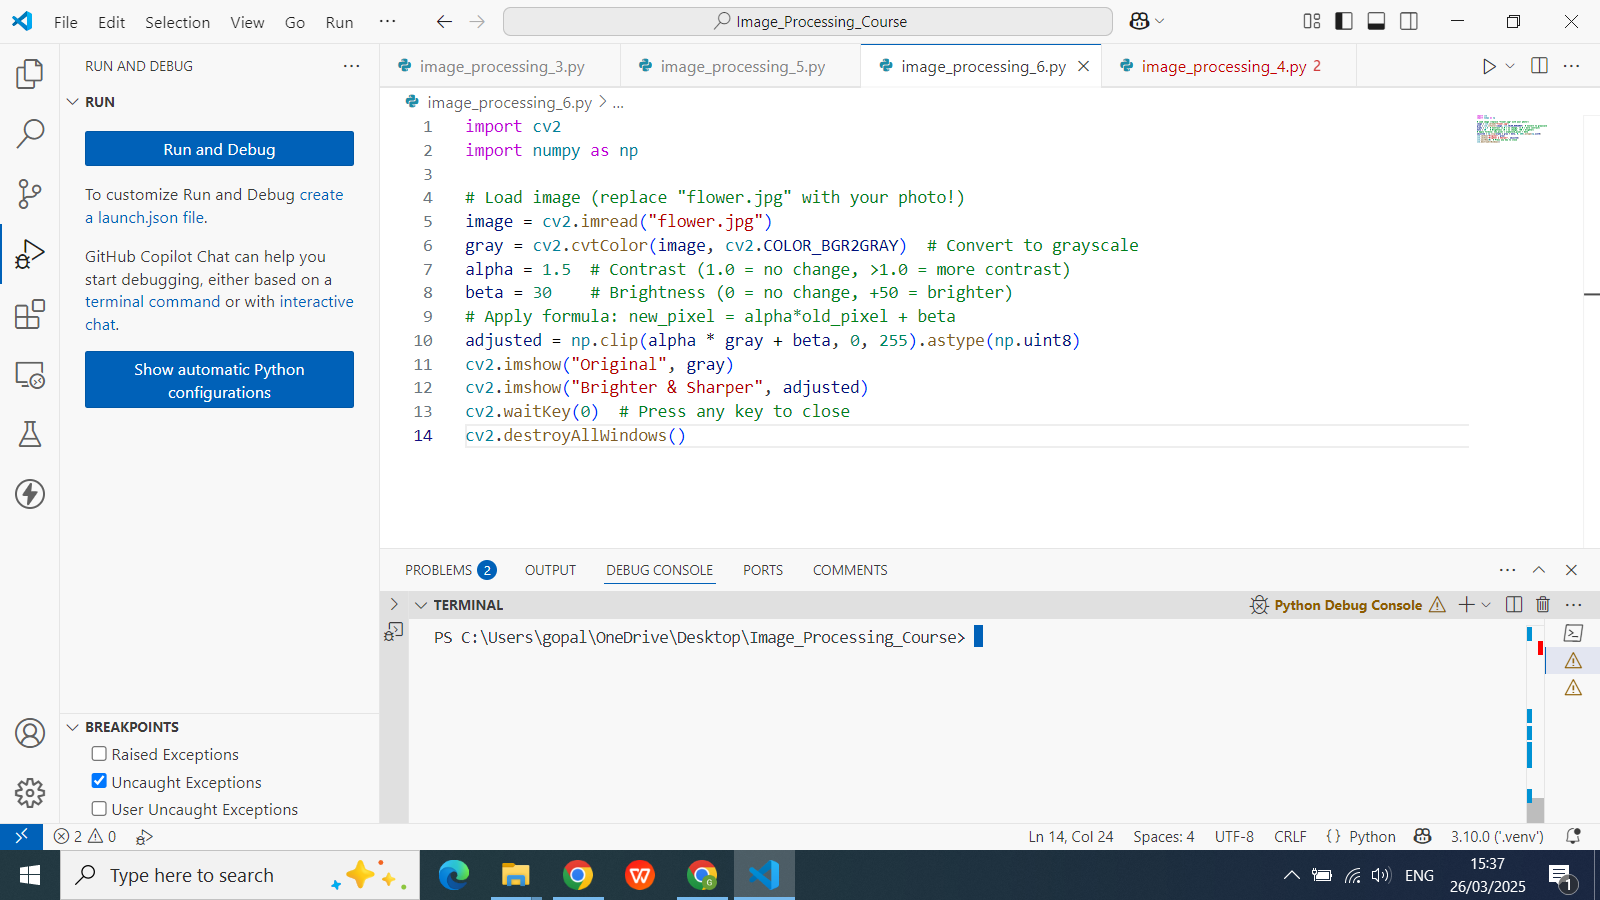 File Edit Selection View Go Run ··· Image_Processing_Course
RUN AND DEBUG
RUN
Run and Debug
To customize Run and Debug create
a launch.json file.
GitHub Copilot Chat can help you
start debugging, either based on a
terminal command or with interactive
chat.
Show automatic Python
configurations
BREAKPOINTS
Raised Exceptions
Uncaught Exceptions
User Uncaught Exceptions
image_processing_3.py image_processing_5.py image_processing_6.py image_processing_4.py 2
image_processing_6.py > ...
1 import cv2
2 import numpy as np
3
4 # Load image (replace "flower.jpg" with your photo!)
5 image = cv2.imread("flower.jpg")
6 gray = cv2.cvtColor(image, cv2.COLOR_BGR2GRAY)  # Convert to grayscale
7 alpha = 1.5  # Contrast (1.0 = no change, >1.0 = more contrast)
8 beta = 30    # Brightness (0 = no change, +50 = brighter)
9 # Apply formula: new_pixel = alpha*old_pixel + beta
10 adjusted = np.clip(alpha * gray + beta, 0, 255).astype(np.uint8)
11 cv2.imshow("Original", gray)
12 cv2.imshow("Brighter & Sharper", adjusted)
13 cv2.waitKey(0)  # Press any key to close
14 cv2.destroyAllWindows()
PROBLEMS 2 OUTPUT DEBUG CONSOLE PORTS COMMENTS
TERMINAL Python Debug Console
PS C:\Users\gopal\OneDrive\Desktop\Image_Processing_Course>
2 0 Ln 14, Col 24 Spaces: 4 UTF-8 CRLF {} Python 3.10.0 ('.venv')
Type here to search ENG 15:37
26/03/2025 1